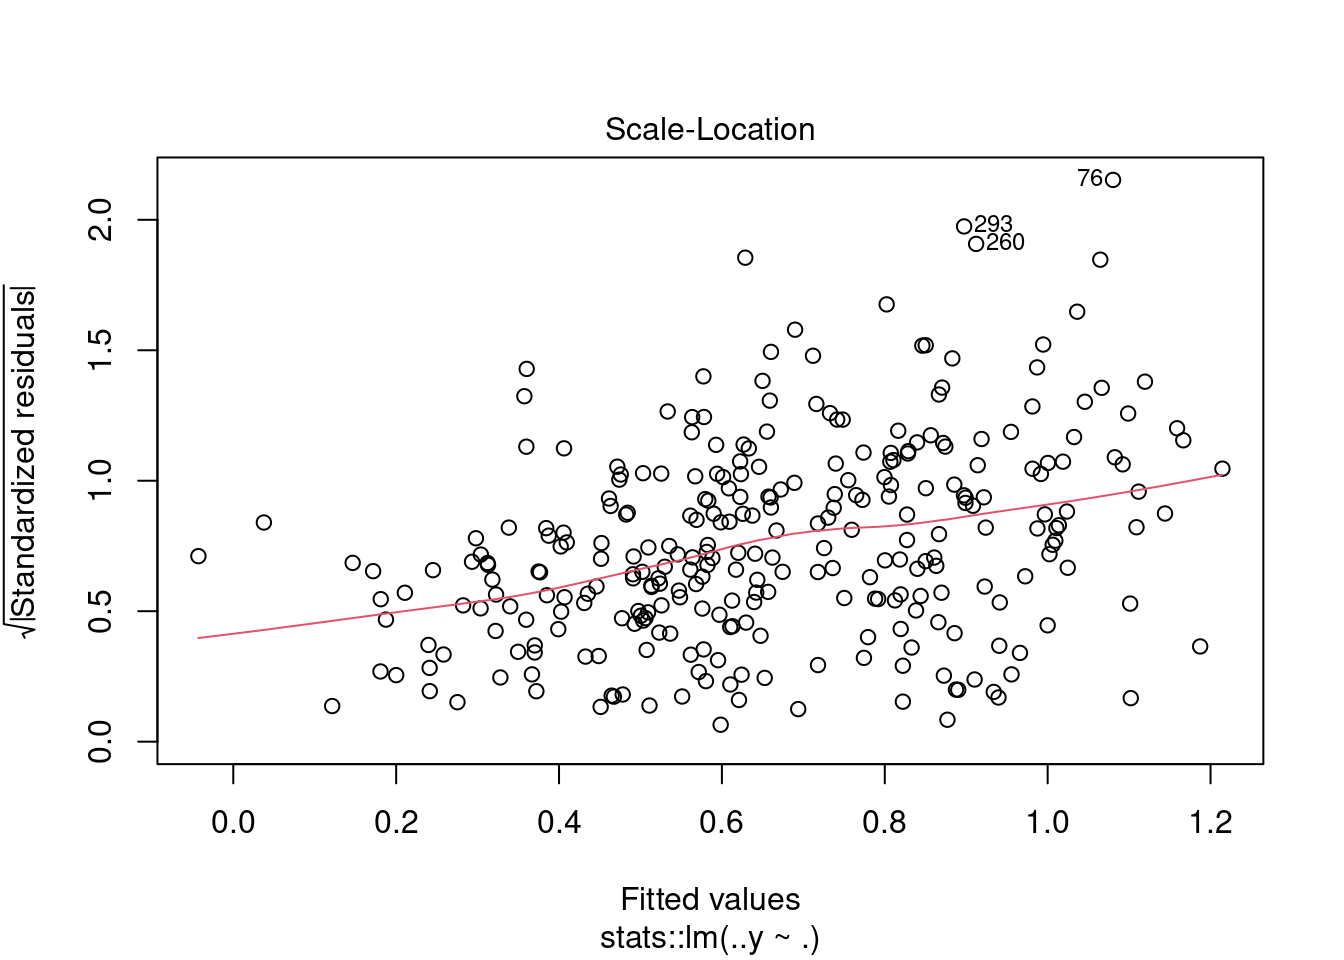 Scale-Location
√|Standardized residuals|
2.0
1.5
1.0
0.5
0.0
76
293
260
0.0 0.2 0.4 0.6 0.8 1.0 1.2
Fitted values
stats::lm(..y ~ .)